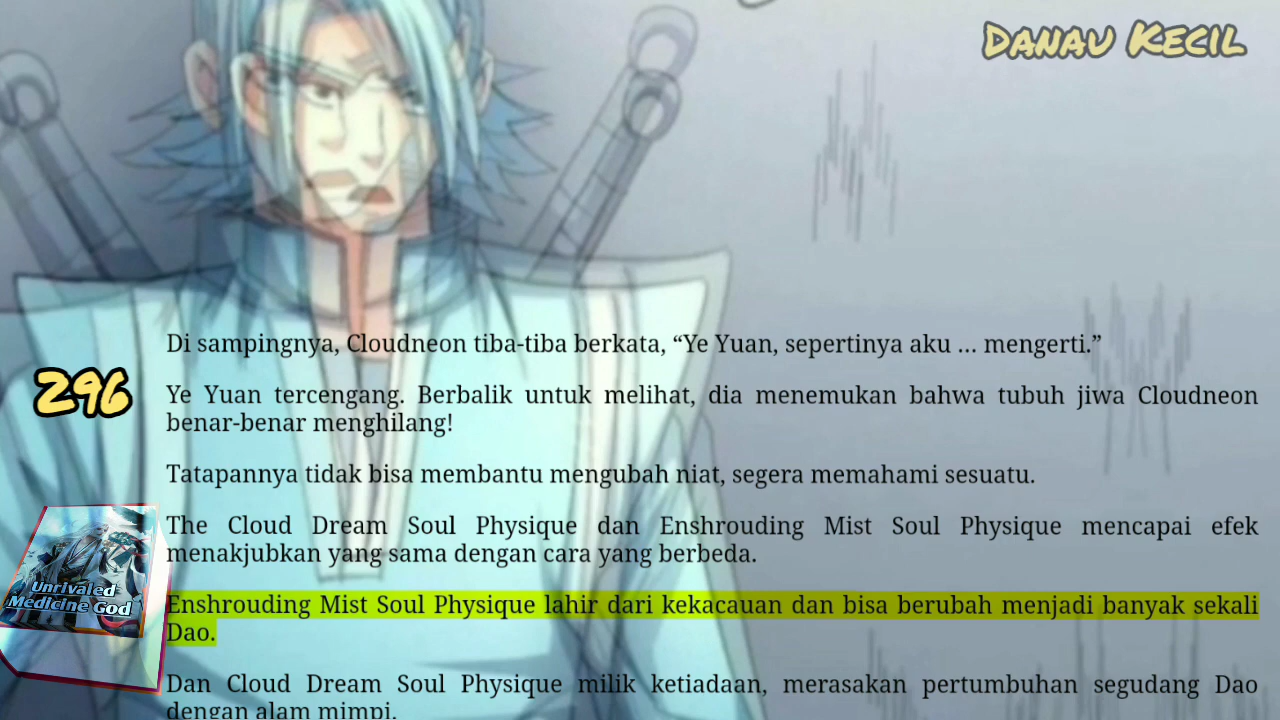 Danau Kecil
Di sampingnya, Cloudneon tiba-tiba berkata, “Ye Yuan, sepertinya aku ... mengerti.”
296
Ye Yuan tercengang. Berbalik untuk melihat, dia menemukan bahwa tubuh jiwa Cloudneon
benar-benar menghilang!
Tatapannya tidak bisa membantu mengubah niat, segera memahami sesuatu.
The Cloud Dream Soul Physique dan Enshrouding Mist Soul Physique mencapai efek
menakjubkan yang sama dengan cara yang berbeda.
Unrivaled
Medicine God
Enshrouding Mist Soul Physique lahir dari kekacauan dan bisa berubah menjadi banyak sekali
Dao.
Dan Cloud Dream Soul Physique milik ketiadaan, merasakan pertumbuhan segudang Dao
dengan alam mimpi.